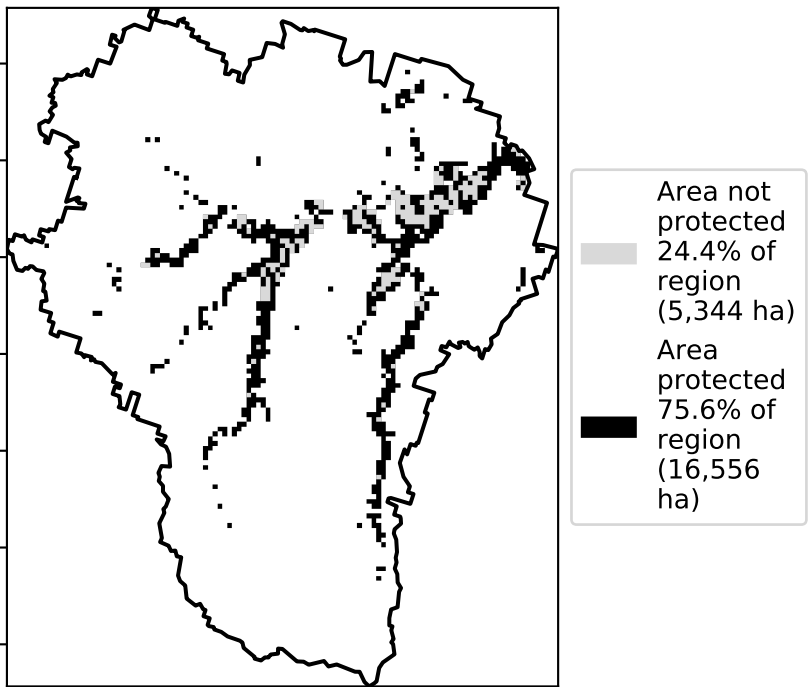 Area not
protected
24.4% of
region
(5,344 ha)
Area
protected
75.6% of
region
(16,556
ha)